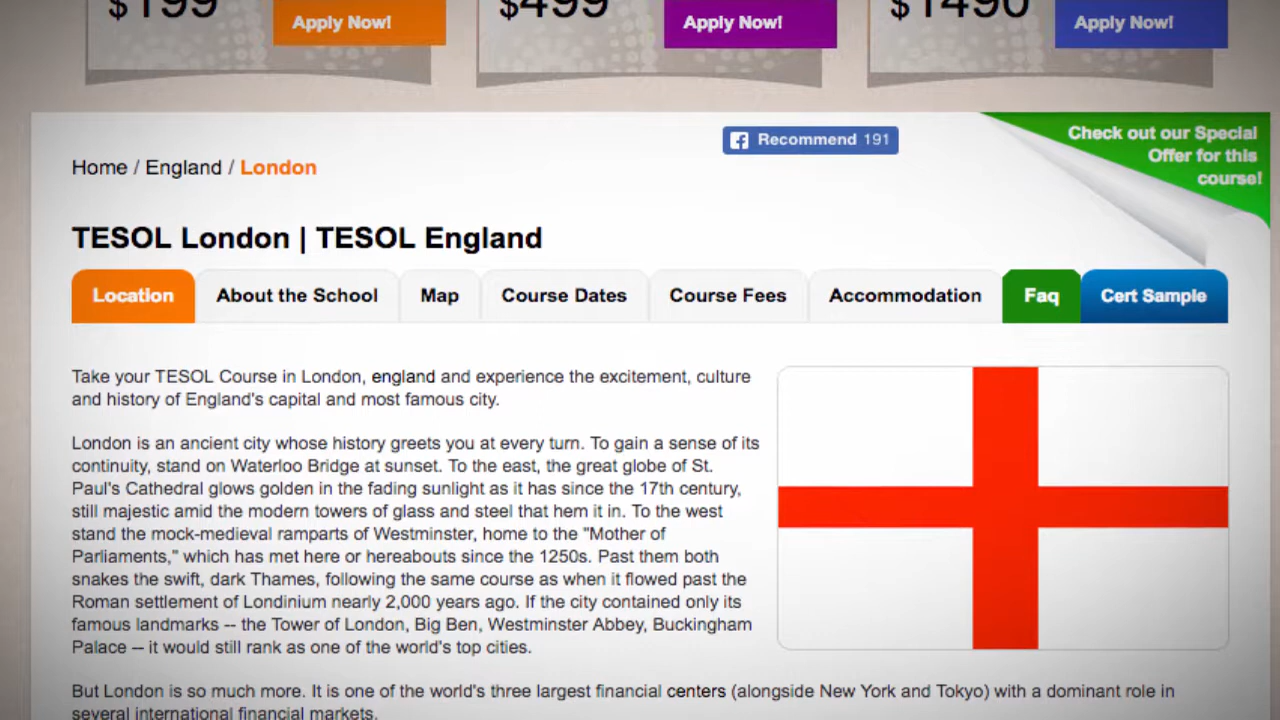 $199
Apply Now!
$499
Apply Now!
$1490
Apply Now!
Home / England / London
Recommend 191
Check out our Special
Offer for this
course!
TESOL London | TESOL England
Location
About the School
Map
Course Dates
Course Fees
Accommodation
Faq
Cert Sample
Take your TESOL Course in London, england and experience the excitement, culture
and history of England's capital and most famous city.
London is an ancient city whose history greets you at every turn. To gain a sense of its
continuity, stand on Waterloo Bridge at sunset. To the east, the great globe of St.
Paul's Cathedral glows golden in the fading sunlight as it has since the 17th century,
still majestic amid the modern towers of glass and steel that hem it in. To the west
stand the mock-medieval ramparts of Westminster, home to the "Mother of
Parliaments," which has met here or hereabouts since the 1250s. Past them both
snakes the swift, dark Thames, following the same course as when it flowed past the
Roman settlement of Londinium nearly 2,000 years ago. If the city contained only its
famous landmarks -- the Tower of London, Big Ben, Westminster Abbey, Buckingham
Palace -- it would still rank as one of the world's top cities.
But London is so much more. It is one of the world's three largest financial centers (alongside New York and Tokyo) with a dominant role in
several international financial markets.